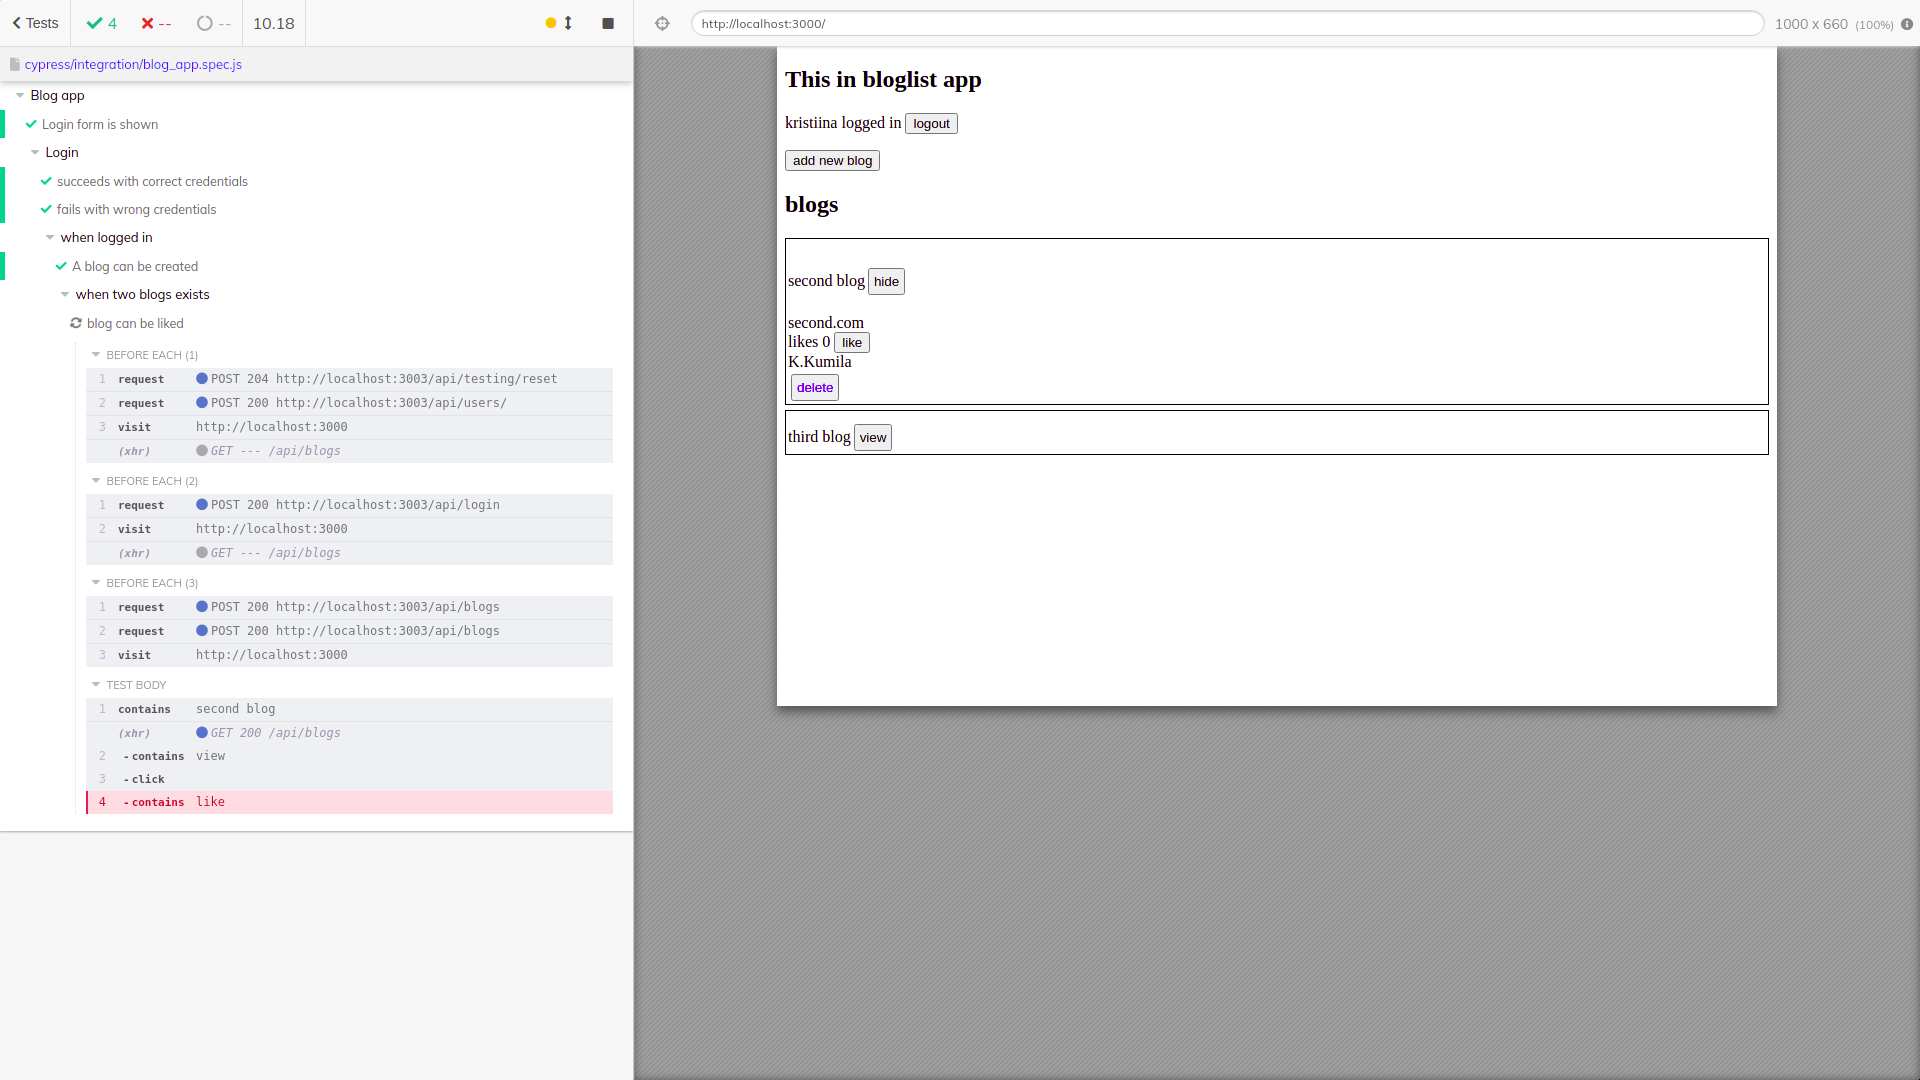 Tests 4 -- -- 10.18
cypress/integration/blog_app.spec.js
Blog app
Login form is shown
Login
succeeds with correct credentials
fails with wrong credentials
when logged in
A blog can be created
when two blogs exists
blog can be liked
BEFORE EACH (1)
1 request POST 204 http://localhost:3003/api/testing/reset
2 request POST 200 http://localhost:3003/api/users/
3 visit http://localhost:3000
(xhr) GET --- /api/blogs
BEFORE EACH (2)
1 request POST 200 http://localhost:3003/api/login
2 visit http://localhost:3000
(xhr) GET --- /api/blogs
BEFORE EACH (3)
1 request POST 200 http://localhost:3003/api/blogs
2 request POST 200 http://localhost:3003/api/blogs
3 visit http://localhost:3000
TEST BODY
1 contains second blog
(xhr) GET 200 /api/blogs
2 -contains view
3 -click
4 -contains like
http://localhost:3000/ 1000 x 660 (100%)
This in bloglist app
kristiina logged in logout
add new blog
blogs
second blog hide
second.com
likes 0 like
K.Kumila
delete
third blog view